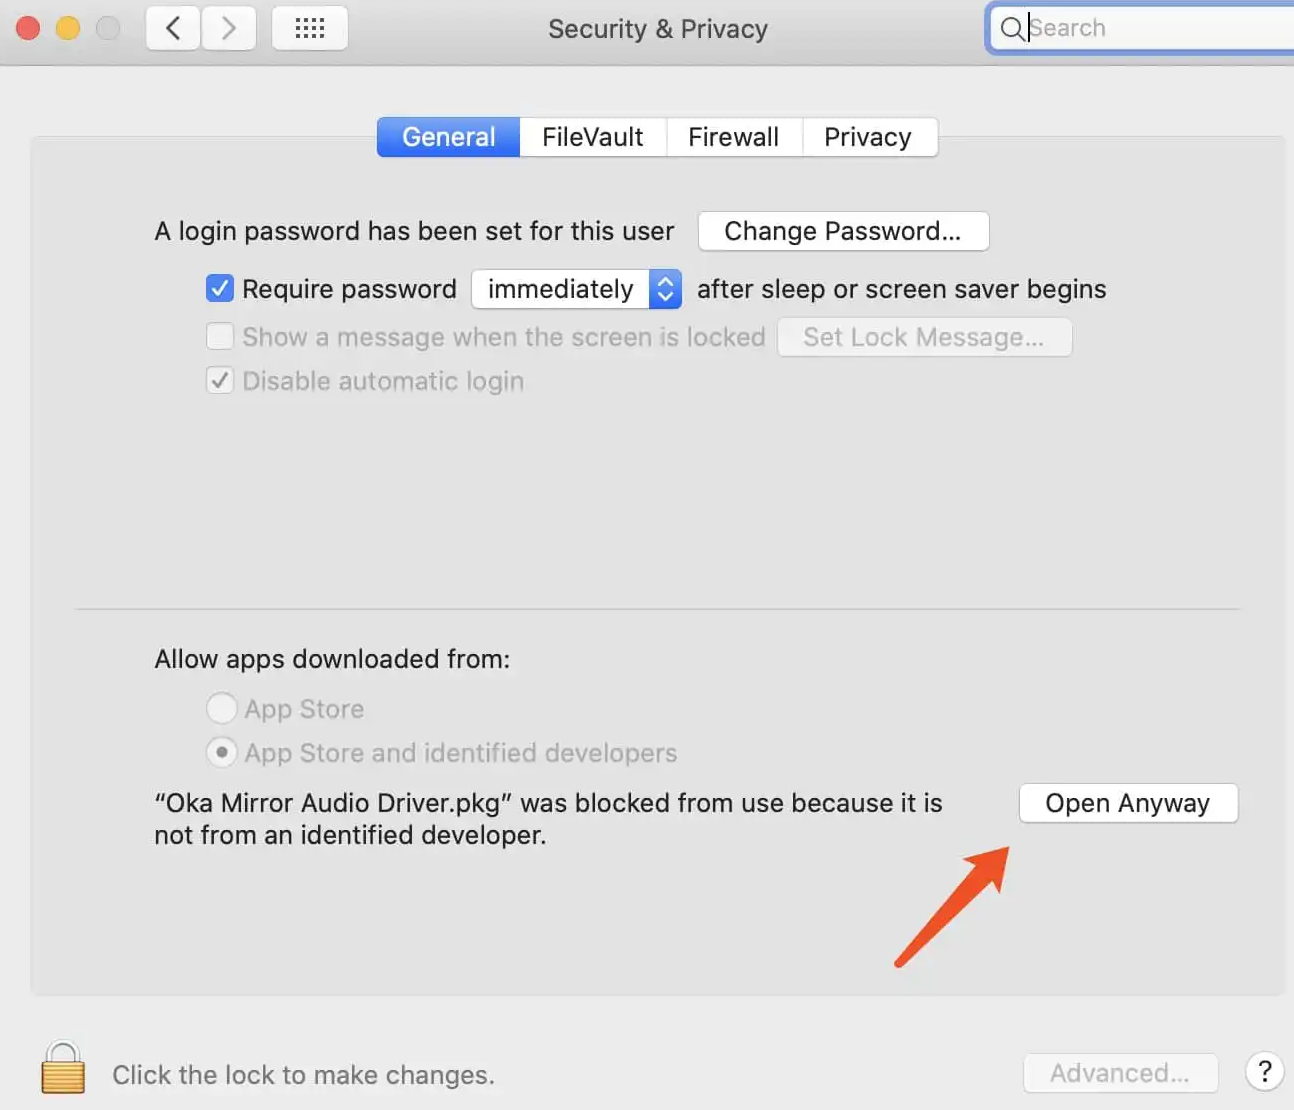 Security & Privacy
Search
General
FileVault
Firewall
Privacy
A login password has been set for this user
Change Password...
Require password
immediately
after sleep or screen saver begins
Show a message when the screen is locked
Set Lock Message...
Disable automatic login
Allow apps downloaded from:
App Store
App Store and identified developers
“Oka Mirror Audio Driver.pkg” was blocked from use because it is
not from an identified developer.
Open Anyway
Click the lock to make changes.
Advanced...
?